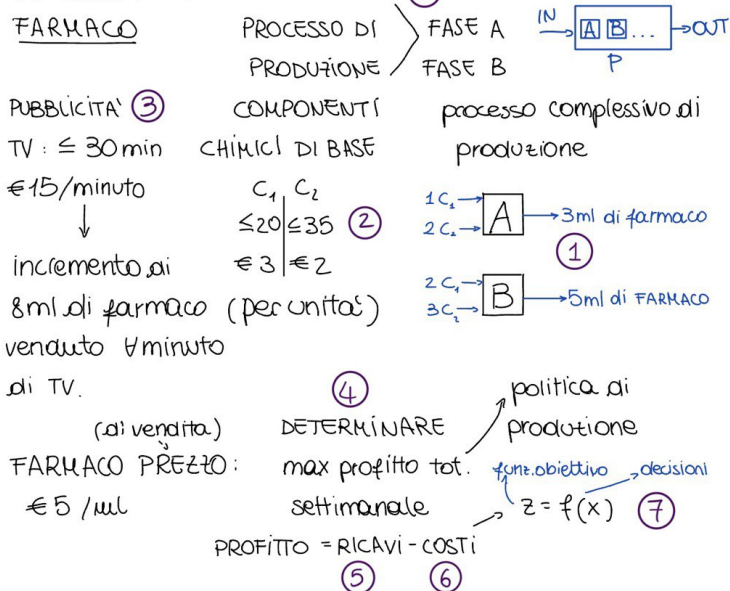 FARMACO
PROCESSO DI
PRODUZIONE
FASE A
FASE B
IN
A B ...
OUT
P
PUBBLICITA' 3
TV: ≤ 30 min
€15/minuto
↓
incremento di
8ml di farmaco (per unita')
venduto ∀ minuto
di TV.
COMPONENTI
CHIMICI DI BASE
C₁ C₂
≤20 ≤35 2
€3 €2
processo complessivo di
produzione
1C₁
2C₂
A
3ml di farmaco
1
2C₁
3C₂
B
5ml di FARMACO
(di vendita)
FARMACO PREZZO:
€5/ml
4
DETERMINARE
max profitto tot.
settimanale
politica di
produzione
funz. obiettivo
decisioni
z = f(x) 7
PROFITTO = RICAVI - COSTI
5 6